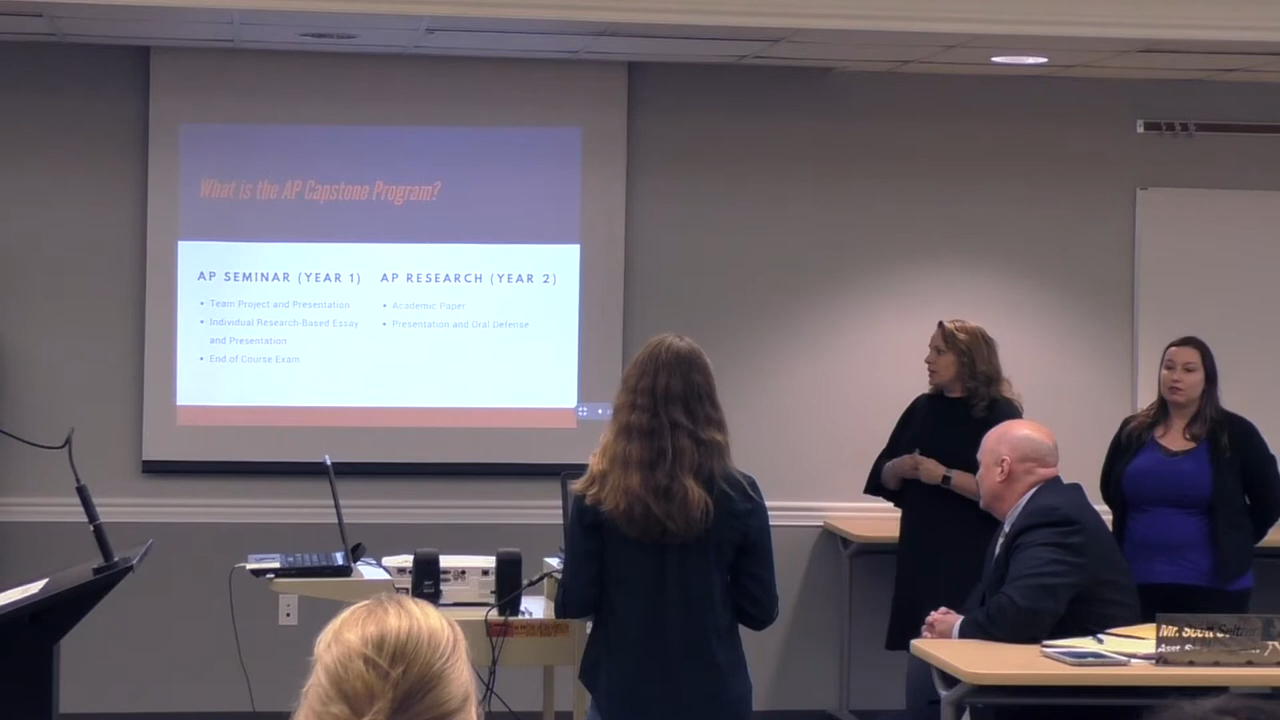 What is the AP Capstone Program?
AP SEMINAR (YEAR 1)
• Team Project and Presentation
• Individual Research-Based Essay
and Presentation
• End of Course Exam
AP RESEARCH (YEAR 2)
• Academic Paper
• Presentation and Oral Defense
Mr. Scott
Asst.